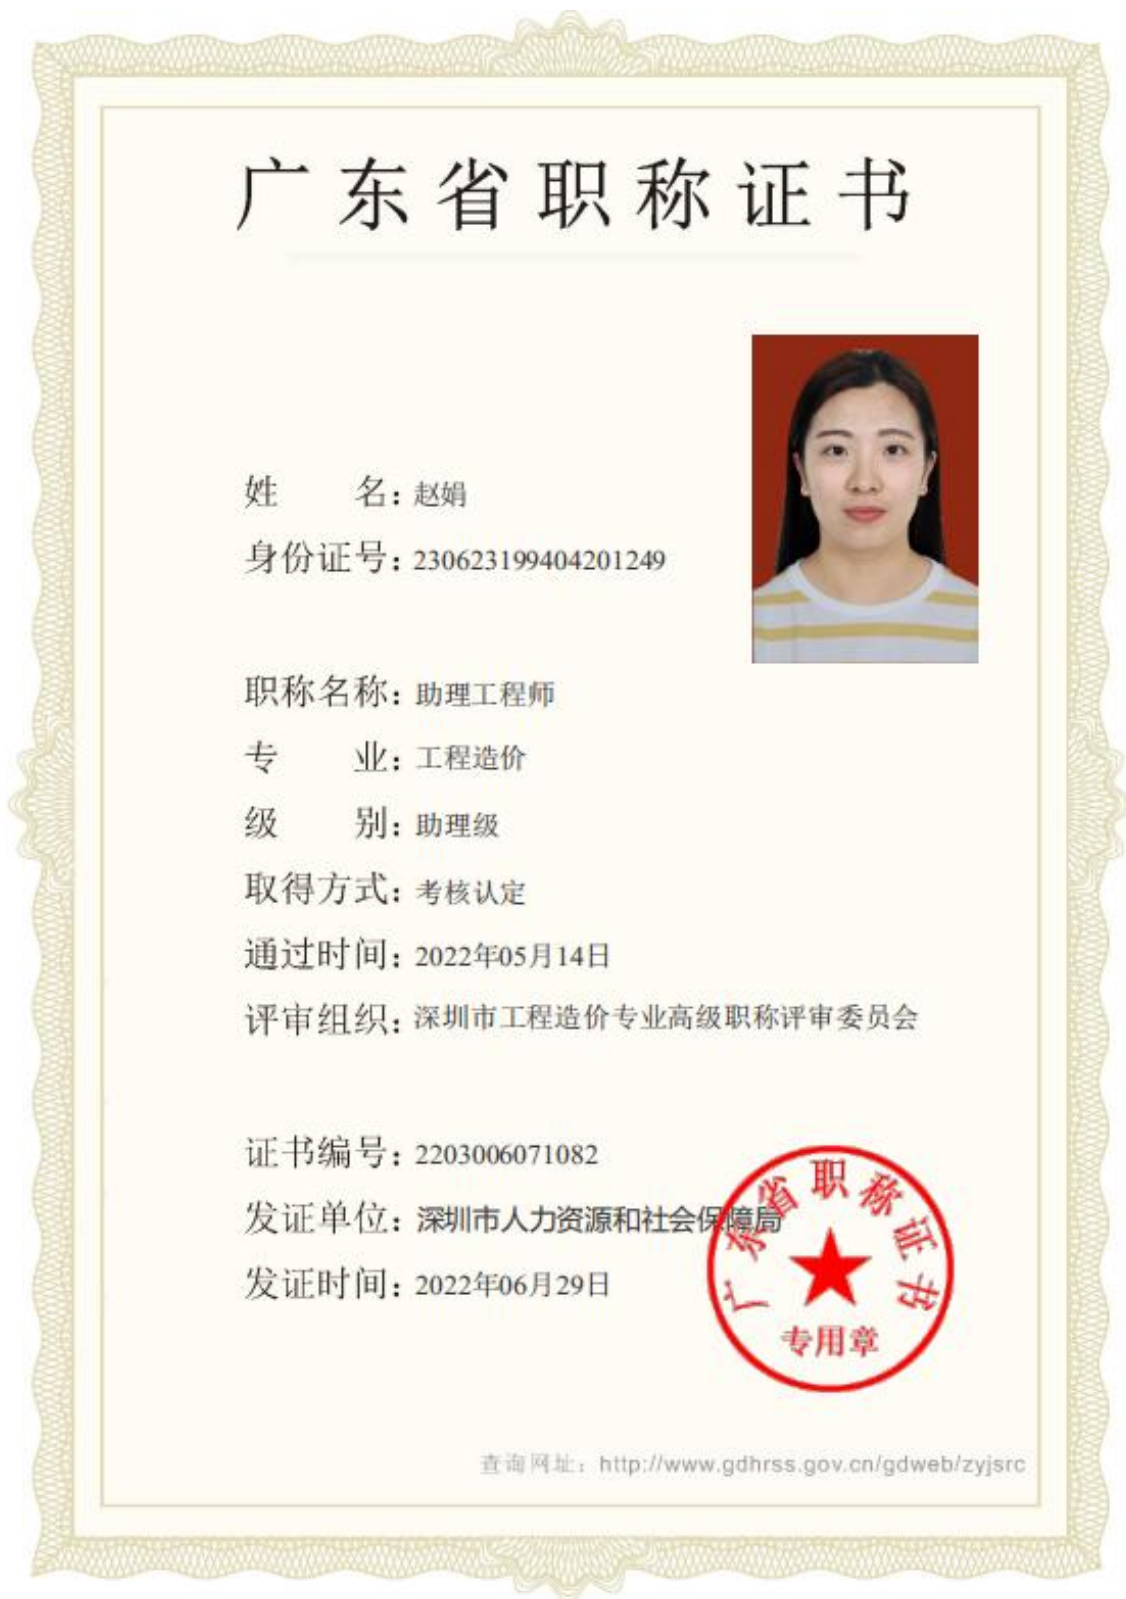 广东省职称证书
姓　　名：赵娟
身份证号：230623199404201249
职称名称：助理工程师
专　　业：工程造价
级　　别：助理级
取得方式：考核认定
通过时间：2022年05月14日
评审组织：深圳市工程造价专业高级职称评审委员会
证书编号：2203006071082
发证单位：深圳市人力资源和社会保障局
发证时间：2022年06月29日
广东省职称证书
专用章
查询网址：http://www.gdhrss.gov.cn/gdweb/zyjsrc